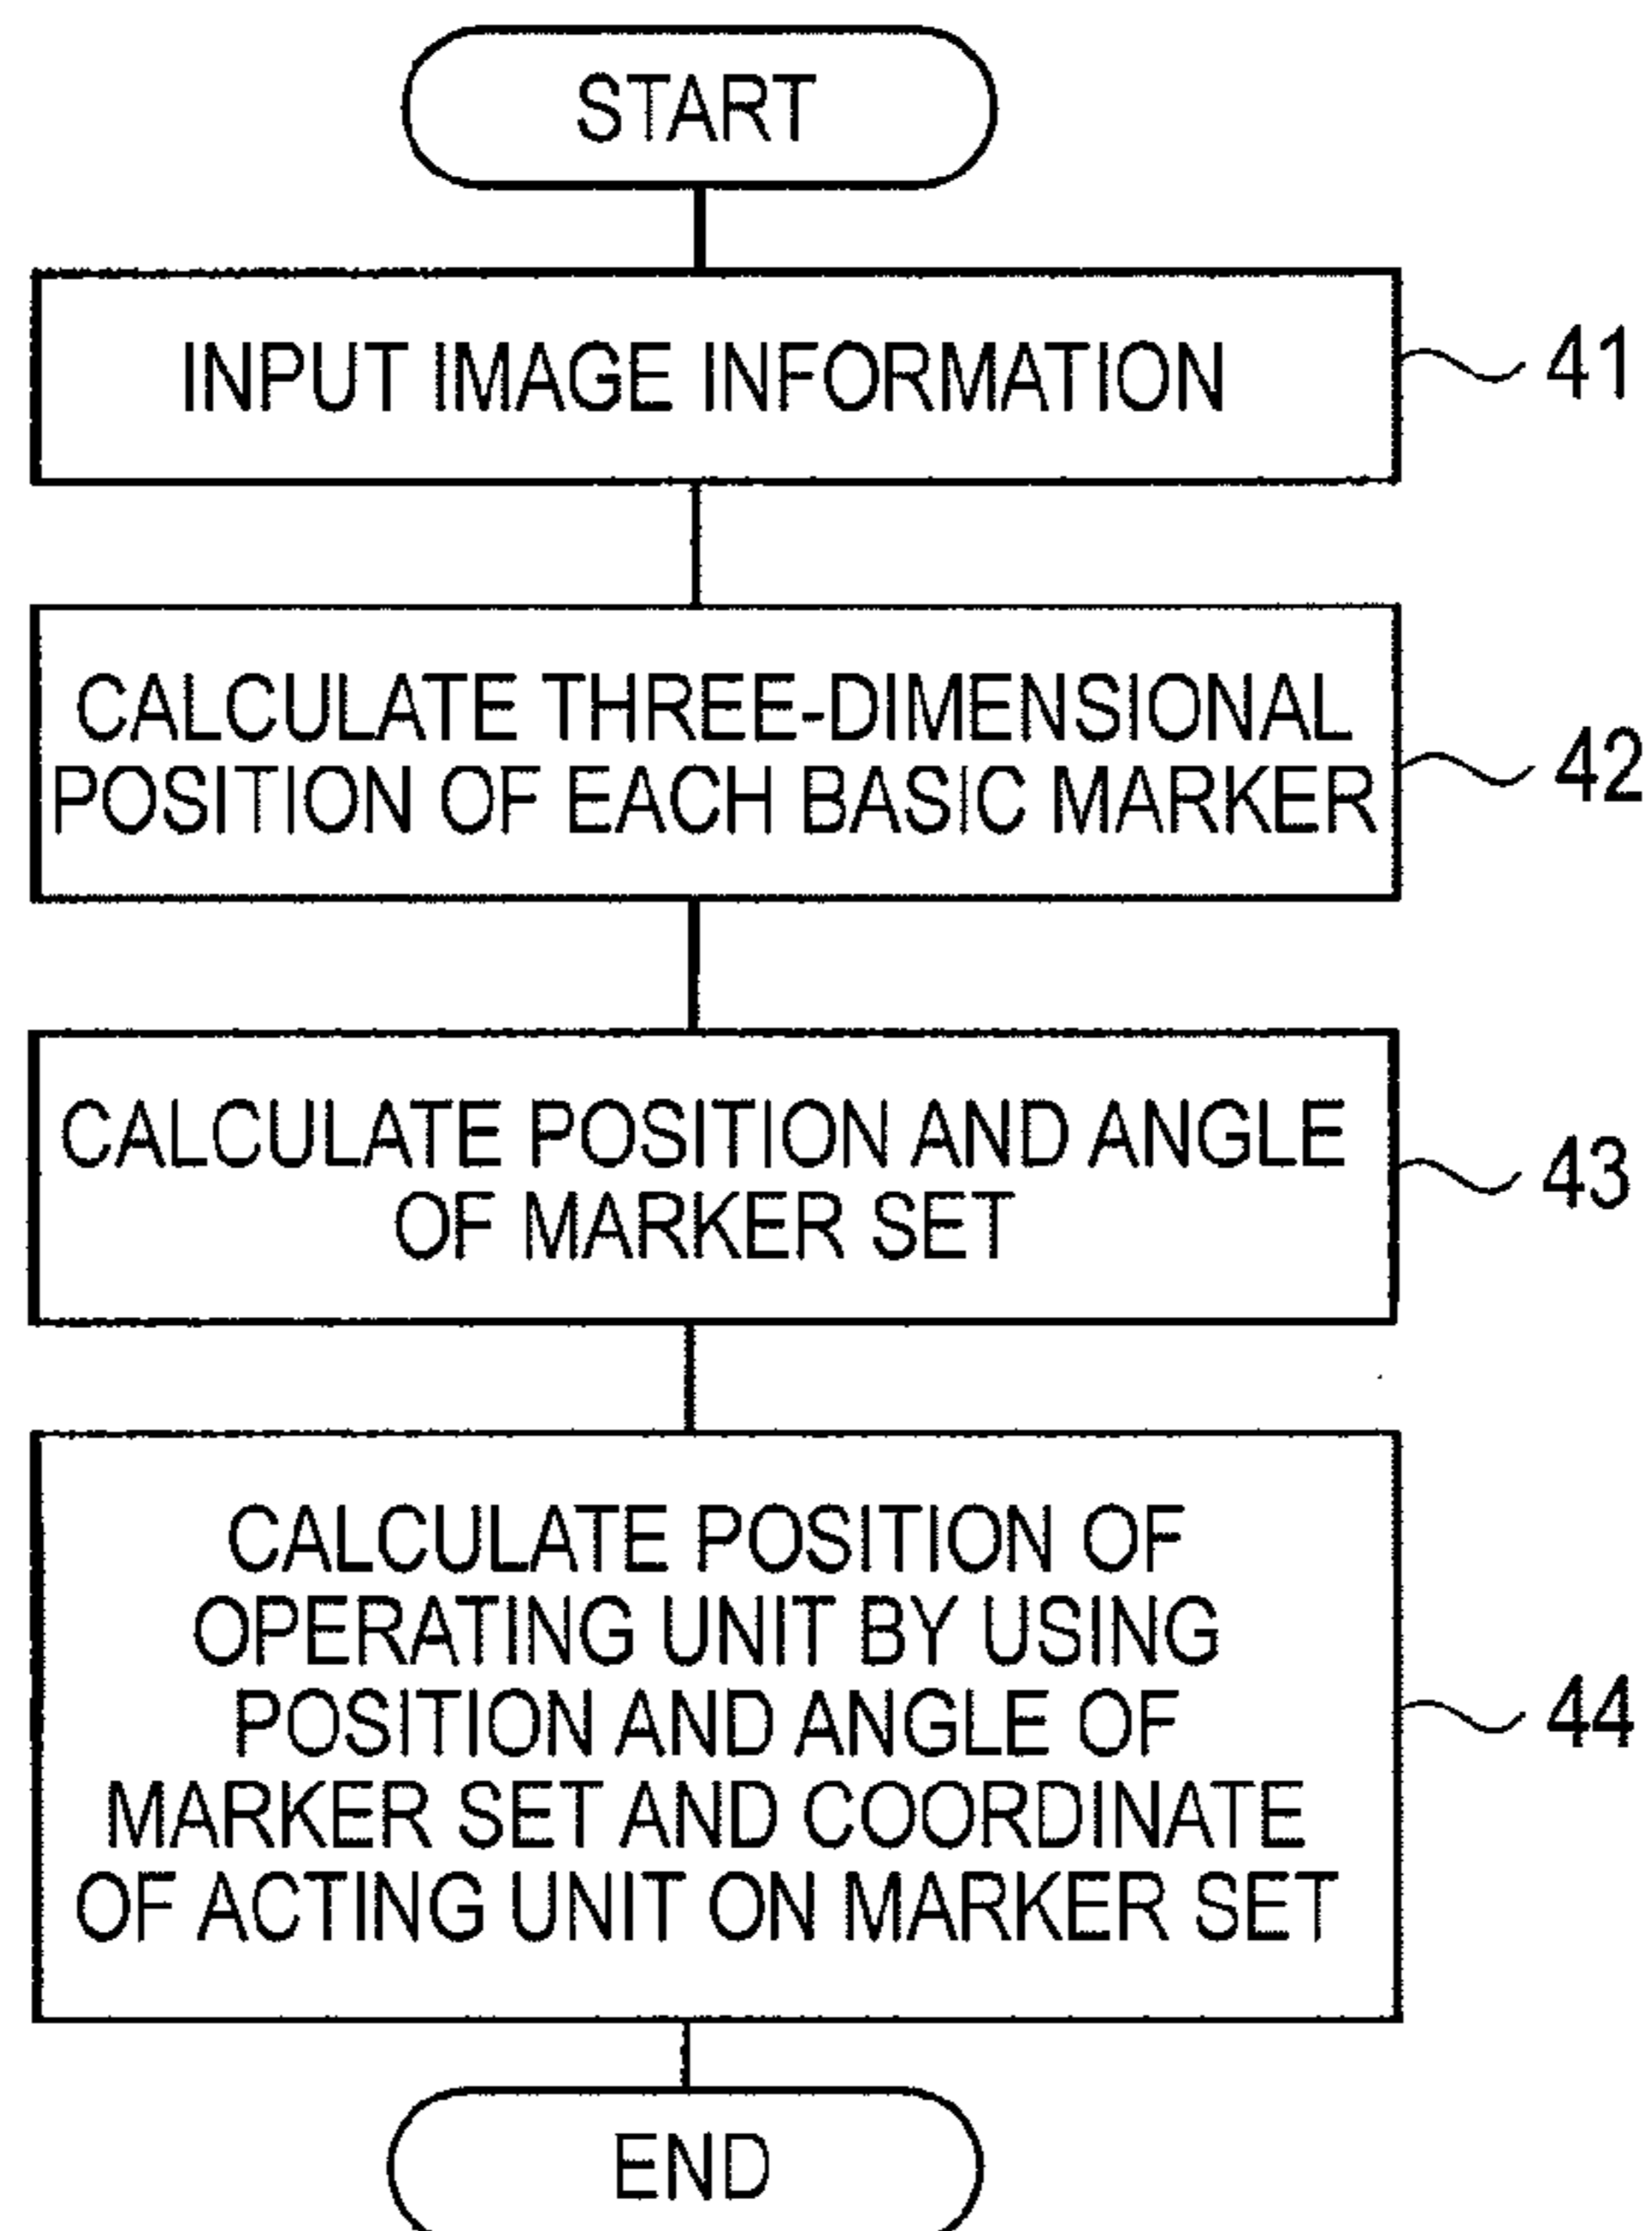 START
INPUT IMAGE INFORMATION
41
CALCULATE THREE-DIMENSIONAL
POSITION OF EACH BASIC MARKER
42
CALCULATE POSITION AND ANGLE
OF MARKER SET
43
CALCULATE POSITION OF
OPERATING UNIT BY USING
POSITION AND ANGLE OF
MARKER SET AND COORDINATE
OF ACTING UNIT ON MARKER SET
44
END